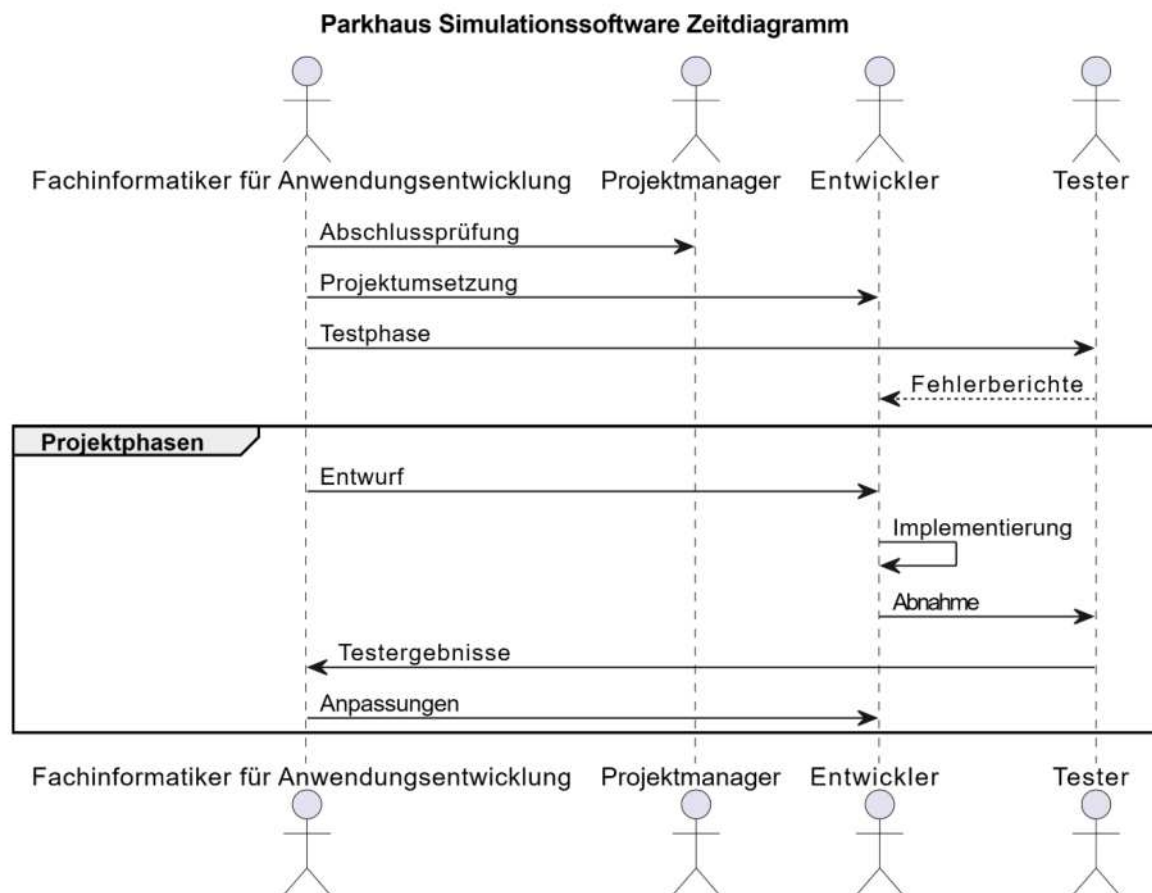 Parkhaus Simulationssoftware Zeitdiagramm
Fachinformatiker für Anwendungsentwicklung Projektmanager Entwickler Tester
Abschlussprüfung
Projektumsetzung
Testphase
Fehlerberichte
Projektphasen
Entwurf
Implementierung
Abnahme
Testergebnisse
Anpassungen
Fachinformatiker für Anwendungsentwicklung Projektmanager Entwickler Tester